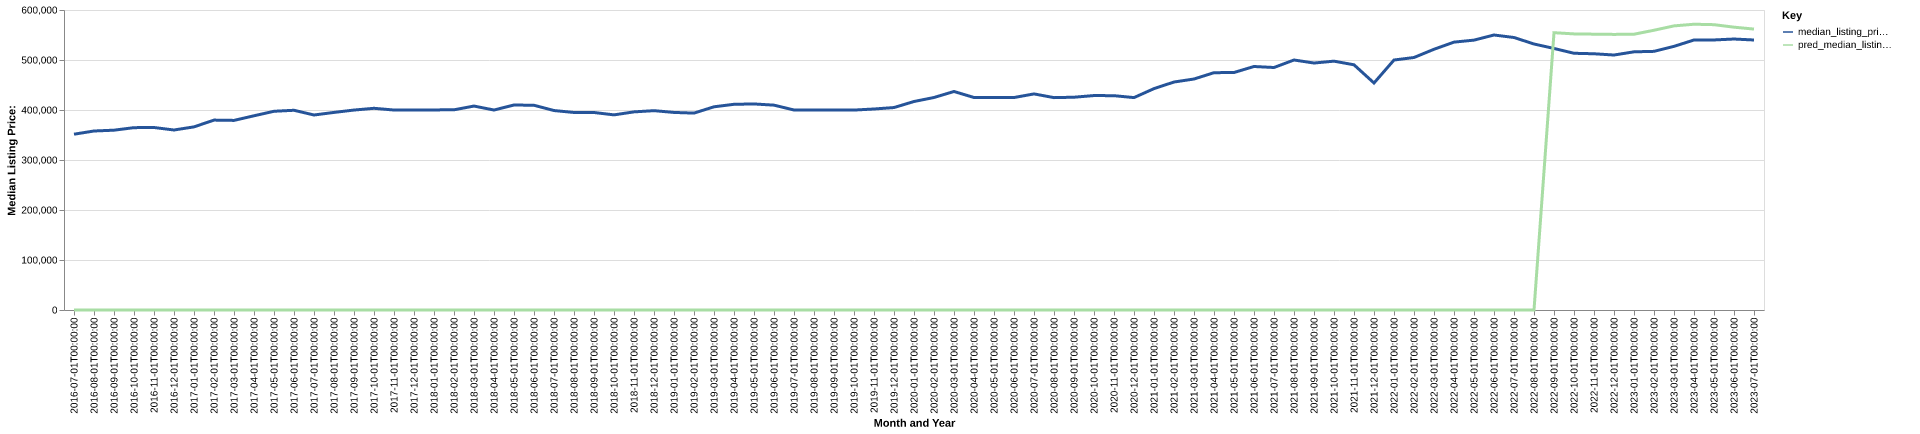 600,000
500,000
400,000
300,000
200,000
100,000
0
Median Listing Price:
2016-07-01T00:00:00
2016-08-01T00:00:00
2016-09-01T00:00:00
2016-10-01T00:00:00
2016-11-01T00:00:00
2016-12-01T00:00:00
2017-01-01T00:00:00
2017-02-01T00:00:00
2017-03-01T00:00:00
2017-04-01T00:00:00
2017-05-01T00:00:00
2017-06-01T00:00:00
2017-07-01T00:00:00
2017-08-01T00:00:00
2017-09-01T00:00:00
2017-10-01T00:00:00
2017-11-01T00:00:00
2017-12-01T00:00:00
2018-01-01T00:00:00
2018-02-01T00:00:00
2018-03-01T00:00:00
2018-04-01T00:00:00
2018-05-01T00:00:00
2018-06-01T00:00:00
2018-07-01T00:00:00
2018-08-01T00:00:00
2018-09-01T00:00:00
2018-10-01T00:00:00
2018-11-01T00:00:00
2018-12-01T00:00:00
2019-01-01T00:00:00
2019-02-01T00:00:00
2019-03-01T00:00:00
2019-04-01T00:00:00
2019-05-01T00:00:00
2019-06-01T00:00:00
2019-07-01T00:00:00
2019-08-01T00:00:00
2019-09-01T00:00:00
2019-10-01T00:00:00
2019-11-01T00:00:00
2019-12-01T00:00:00
2020-01-01T00:00:00
2020-02-01T00:00:00
2020-03-01T00:00:00
2020-04-01T00:00:00
2020-05-01T00:00:00
2020-06-01T00:00:00
2020-07-01T00:00:00
2020-08-01T00:00:00
2020-09-01T00:00:00
2020-10-01T00:00:00
2020-11-01T00:00:00
2020-12-01T00:00:00
2021-01-01T00:00:00
2021-02-01T00:00:00
2021-03-01T00:00:00
2021-04-01T00:00:00
2021-05-01T00:00:00
2021-06-01T00:00:00
2021-07-01T00:00:00
2021-08-01T00:00:00
2021-09-01T00:00:00
2021-10-01T00:00:00
2021-11-01T00:00:00
2021-12-01T00:00:00
2022-01-01T00:00:00
2022-02-01T00:00:00
2022-03-01T00:00:00
2022-04-01T00:00:00
2022-05-01T00:00:00
2022-06-01T00:00:00
2022-07-01T00:00:00
2022-08-01T00:00:00
2022-09-01T00:00:00
2022-10-01T00:00:00
2022-11-01T00:00:00
2022-12-01T00:00:00
2023-01-01T00:00:00
2023-02-01T00:00:00
2023-03-01T00:00:00
2023-04-01T00:00:00
2023-05-01T00:00:00
2023-06-01T00:00:00
2023-07-01T00:00:00
Month and Year
Key
median_listing_pri…
pred_median_listin…